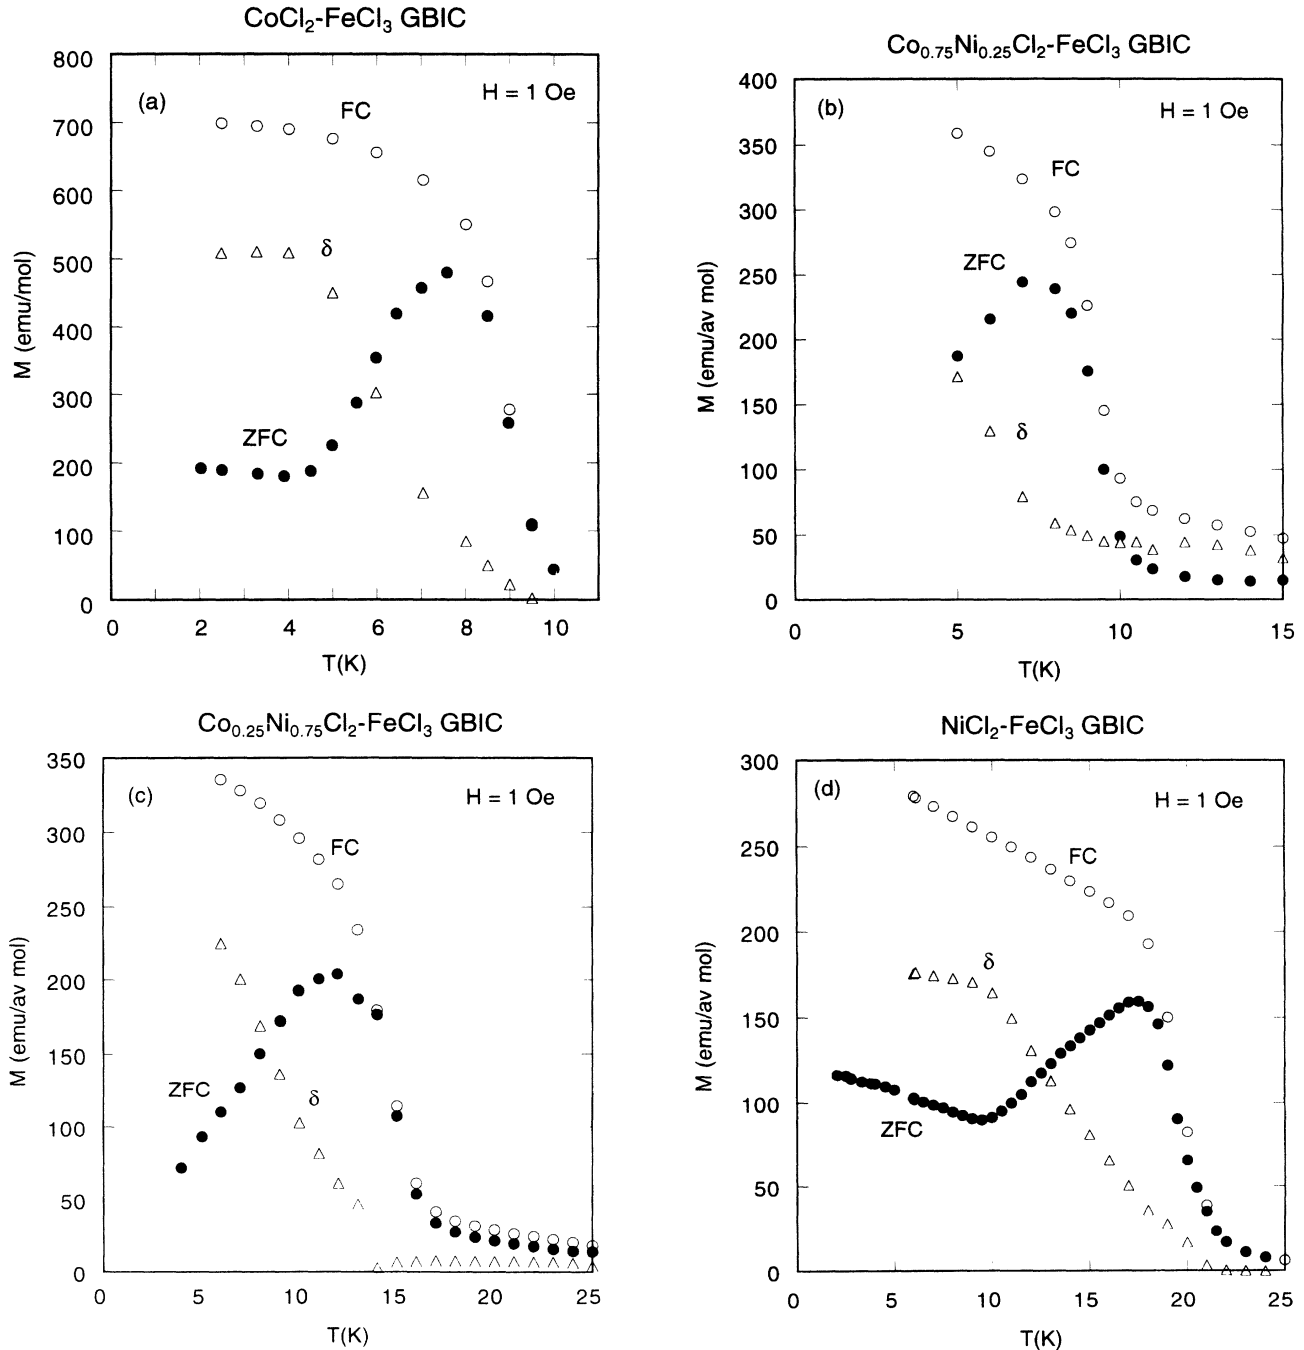 CoCl₂-FeCl₃ GBIC
(a)
H = 1 Oe
FC
δ
ZFC
800
700
600
500
400
300
200
100
0
M (emu/mol)
0 2 4 6 8 10
T(K)
Co₀.₇₅Ni₀.₂₅Cl₂-FeCl₃ GBIC
(b)
H = 1 Oe
FC
ZFC
δ
400
350
300
250
200
150
100
50
0
M (emu/av mol)
0 5 10 15
T(K)
Co₀.₂₅Ni₀.₇₅Cl₂-FeCl₃ GBIC
(c)
H = 1 Oe
FC
ZFC
δ
350
300
250
200
150
100
50
0
M (emu/av mol)
0 5 10 15 20 25
T(K)
NiCl₂-FeCl₃ GBIC
(d)
H = 1 Oe
FC
δ
ZFC
300
250
200
150
100
50
0
M (emu/av mol)
0 5 10 15 20 25
T(K)